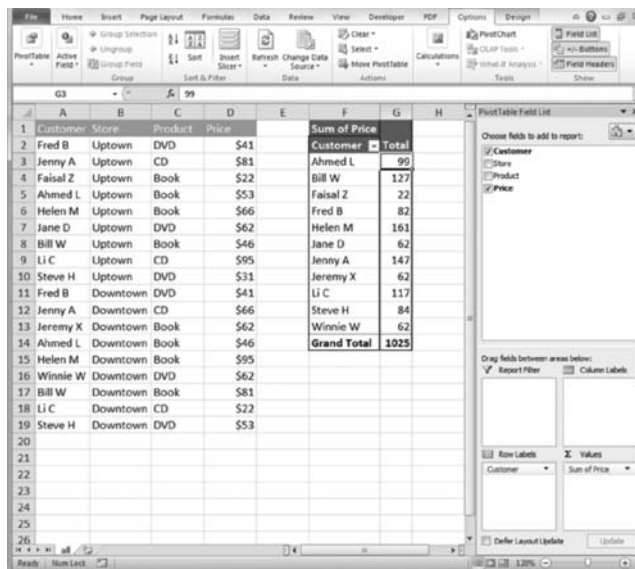 File Home Insert Page Layout Formulas Data Review View Developer PDF Options Design
PivotTable Active Field Group Selection Ungroup Group Field Sort Insert Slicer Refresh Change Data Source Clear Select Move PivotTable Calculations PivotChart OLAP Tools What-If Analysis Field List +/- Buttons Field Headers
Group Sort & Filter Data Actions Tools Show
G3 fx 99
A B C D E F G H
1 Customer Store Product Price Sum of Price
2 Fred B Uptown DVD $41 Customer Total
3 Jenny A Uptown CD $81 Ahmed L 99
4 Faisal Z Uptown Book $22 Bill W 127
5 Ahmed L Uptown Book $53 Faisal Z 22
6 Helen M Uptown Book $66 Fred B 82
7 Jane D Uptown DVD $62 Helen M 161
8 Bill W Uptown Book $46 Jane D 62
9 Li C Uptown CD $95 Jenny A 147
10 Steve H Uptown DVD $31 Jeremy X 62
11 Fred B Downtown DVD $41 Li C 117
12 Jenny A Downtown CD $66 Steve H 84
13 Jeremy X Downtown Book $62 Winnie W 62
14 Ahmed L Downtown Book $46 Grand Total 1025
15 Helen M Downtown Book $95
16 Winnie W Downtown DVD $62
17 Bill W Downtown Book $81
18 Li C Downtown CD $22
19 Steve H Downtown DVD $53
20
21
22
23
24
25
26
PivotTable Field List
Choose fields to add to report:
Customer
Store
Product
Price
Drag fields between areas below:
Report Filter Column Labels
Row Labels Σ Values
Customer Sum of Price
Defer Layout Update Update
all
Ready Num Lock 120%